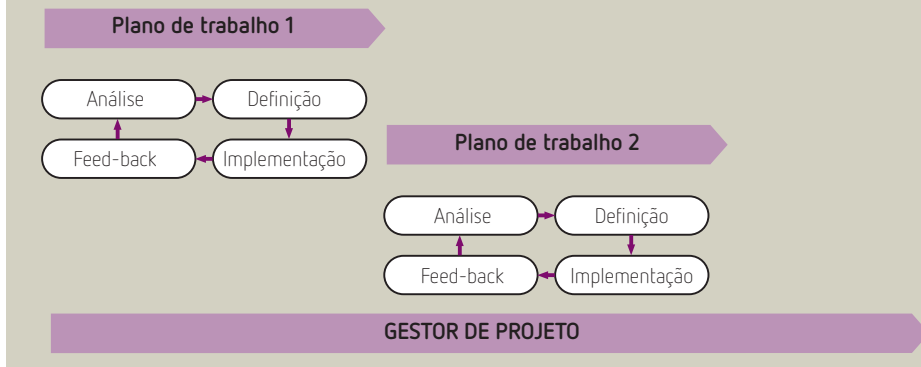 Plano de trabalho 1
Análise
Definição
Feed-back
Implementação
Plano de trabalho 2
Análise
Definição
Feed-back
Implementação
GESTOR DE PROJETO